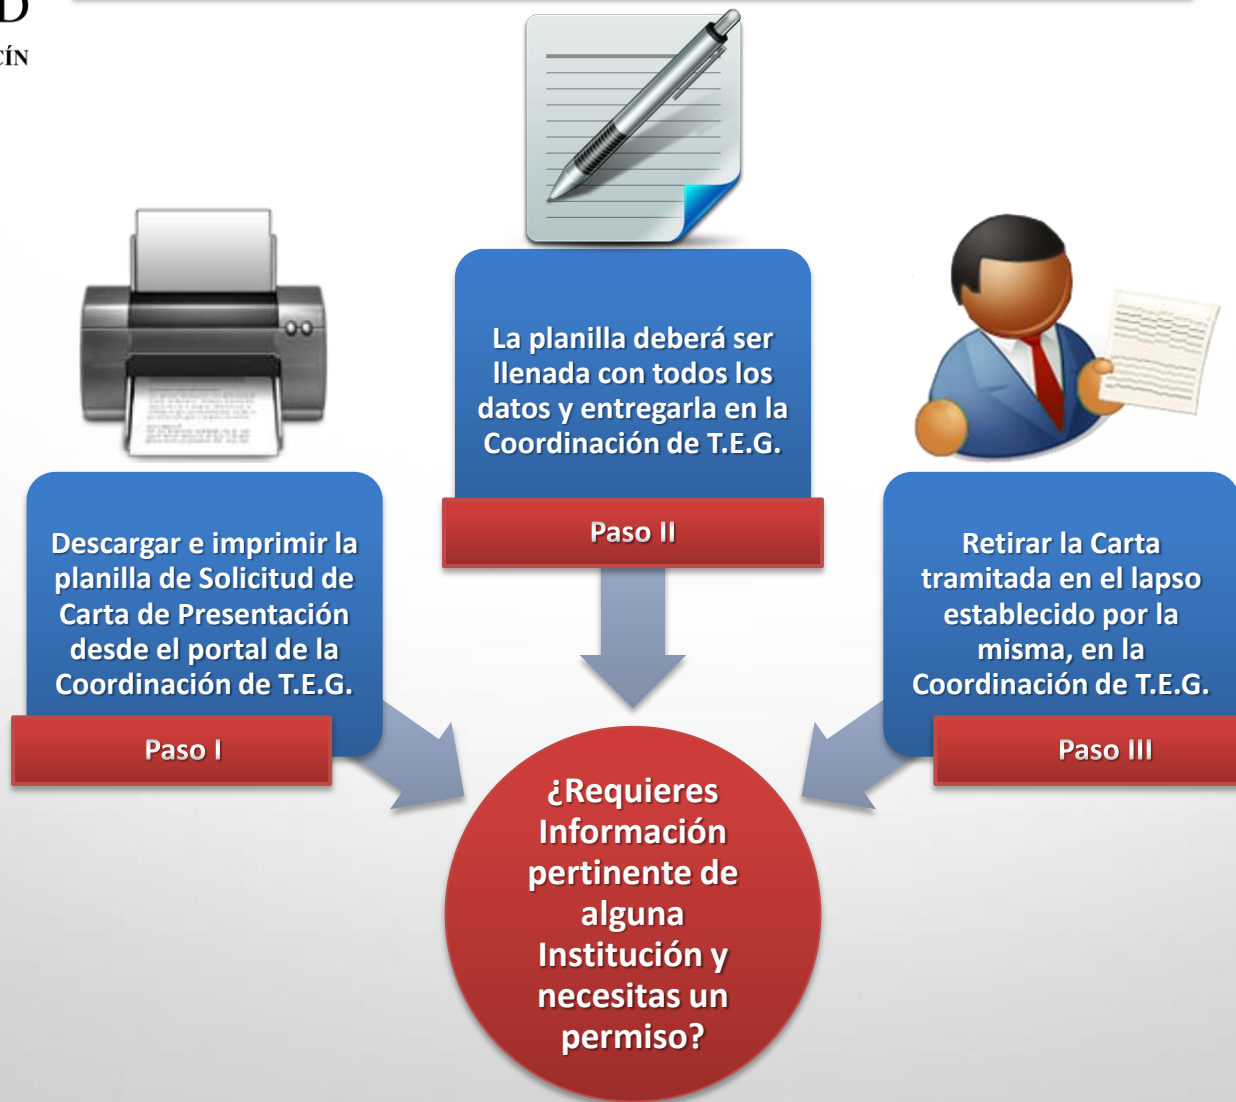 D
CÍN
La planilla deberá ser
llenada con todos los
datos y entregarla en la
Coordinación de T.E.G.
Paso II
Descargar e imprimir la
planilla de Solicitud de
Carta de Presentación
desde el portal de la
Coordinación de T.E.G.
Paso I
Retirar la Carta
tramitada en el lapso
establecido por la
misma, en la
Coordinación de T.E.G.
Paso III
¿Requieres
Información
pertinente de
alguna
Institución y
necesitas un
permiso?